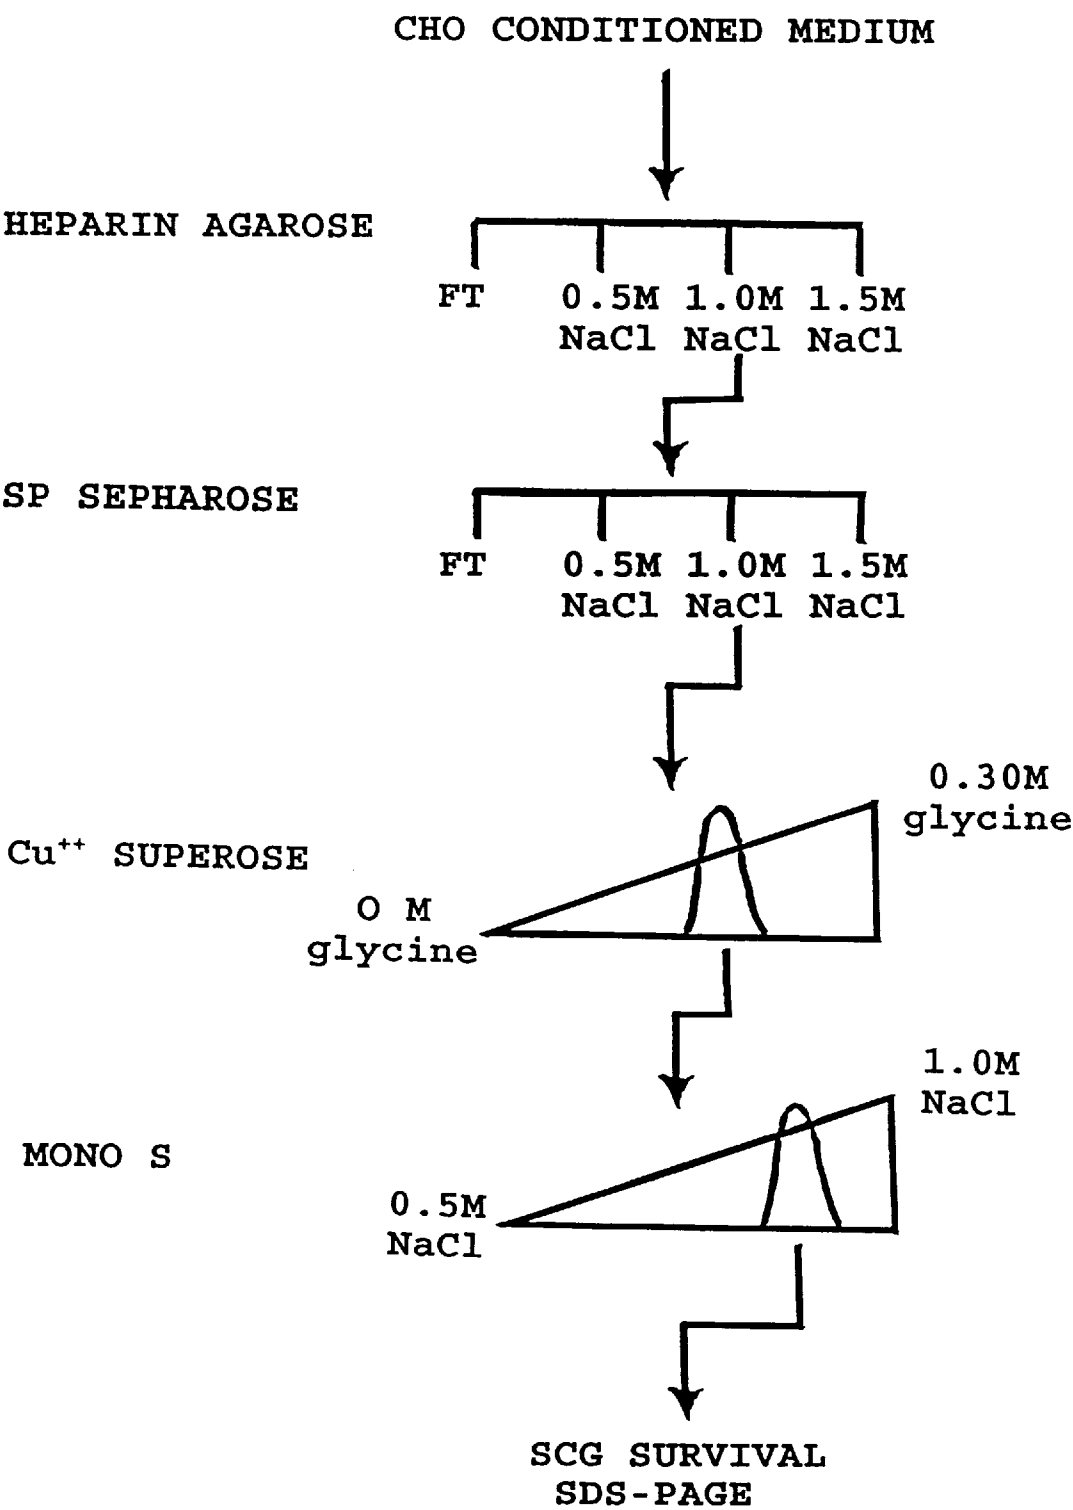 CHO CONDITIONED MEDIUM
HEPARIN AGAROSE
FT 0.5M 1.0M 1.5M
NaCl NaCl NaCl
SP SEPHAROSE
FT 0.5M 1.0M 1.5M
NaCl NaCl NaCl
0.30M
glycine
Cu⁺⁺ SUPEROSE
O M
glycine
1.0M
NaCl
MONO S
0.5M
NaCl
SCG SURVIVAL
SDS-PAGE